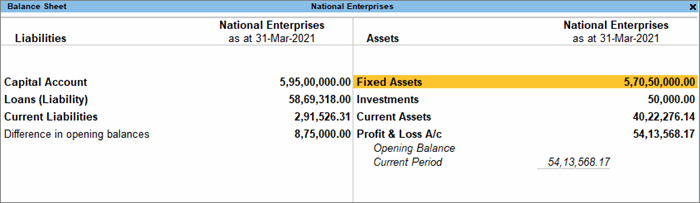 Balance Sheet National Enterprises ×
National Enterprises National Enterprises
Liabilities as at 31-Mar-2021 Assets as at 31-Mar-2021
Capital Account 5,95,00,000.00 Fixed Assets 5,70,50,000.00
Loans (Liability) 58,69,318.00 Investments 50,000.00
Current Liabilities 2,91,526.31 Current Assets 40,22,276.14
Difference in opening balances 8,75,000.00 Profit & Loss A/c 54,13,568.17
Opening Balance
Current Period 54,13,568.17